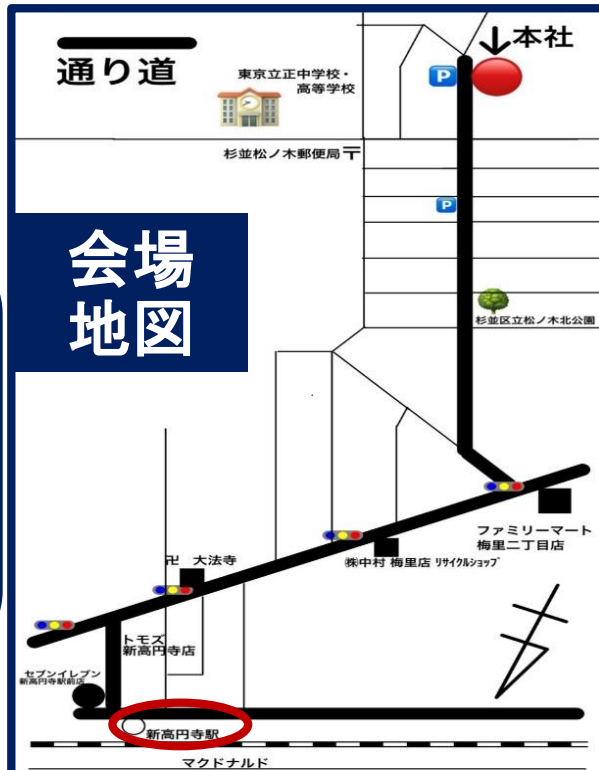 本社
通り道
P
東京立正中学校・
高等学校
杉並松ノ木郵便局〒
P
会場
地図
杉並区立松ノ木北公園
ファミリーマート
梅里二丁目店
㈱中村 梅里店 ﾘｻｲｸﾙｼｮｯﾌﾟ
卍 大法寺
トモズ
新高円寺店
セブンイレブン
新高円寺駅前店
新高円寺駅
マクドナルド